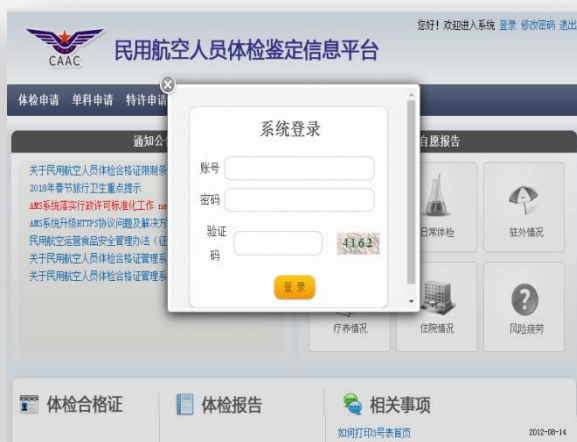 您好！欢迎进入系统 登录 修改密码 退出
CAAC
民用航空人员体检鉴定信息平台
体检申请 单科申请 特许申请
通知公
自愿报告
关于民用航空人员体检合格证限制条
2018年春节旅行卫生重点提示
AMS系统落实行政许可标准化工作 ne
AMS系统升级HTTPS协议问题及解决方
民用航空运营食品安全管理办法（征
关于民用航空人员体检合格证管理系
关于民用航空人员体检合格证管理系
系统登录
账号
密码
验证码
4162
登录
日常体检
驻外情况
疗养情况
住院情况
风险疲劳
体检合格证
体检报告
相关事项
如何打印3号表首页
2012-08-14